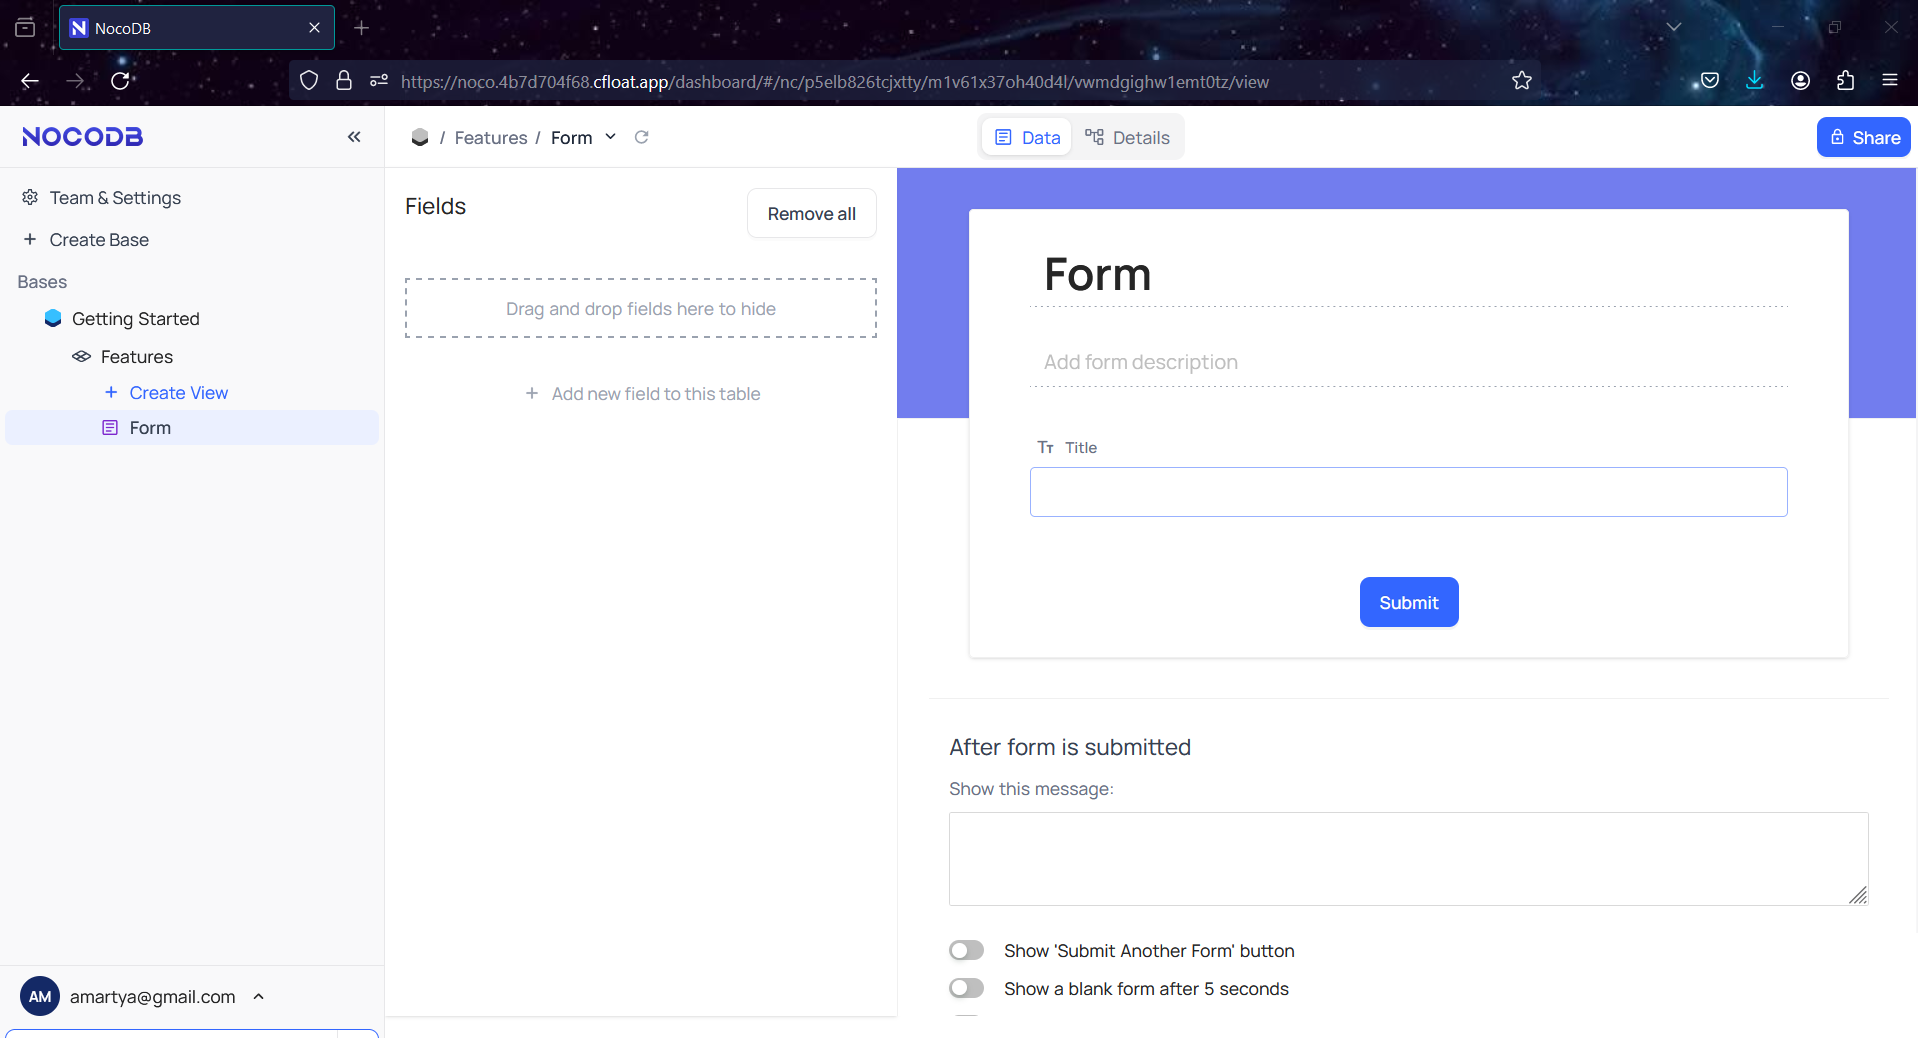 NocoDB
https://noco.4b7d704f68.cfloat.app/dashboard/#/nc/p5elb826tcjxtty/m1v61x37oh40d4l/vwmdgighw1emt0tz/view
NOCODB
/ Features / Form
Data
Details
Share
Team & Settings
Create Base
Bases
Getting Started
Features
+ Create View
Form
Fields
Remove all
Drag and drop fields here to hide
+ Add new field to this table
Form
Add form description
Tт Title
Submit
After form is submitted
Show this message:
Show 'Submit Another Form' button
Show a blank form after 5 seconds
AM amartya@gmail.com